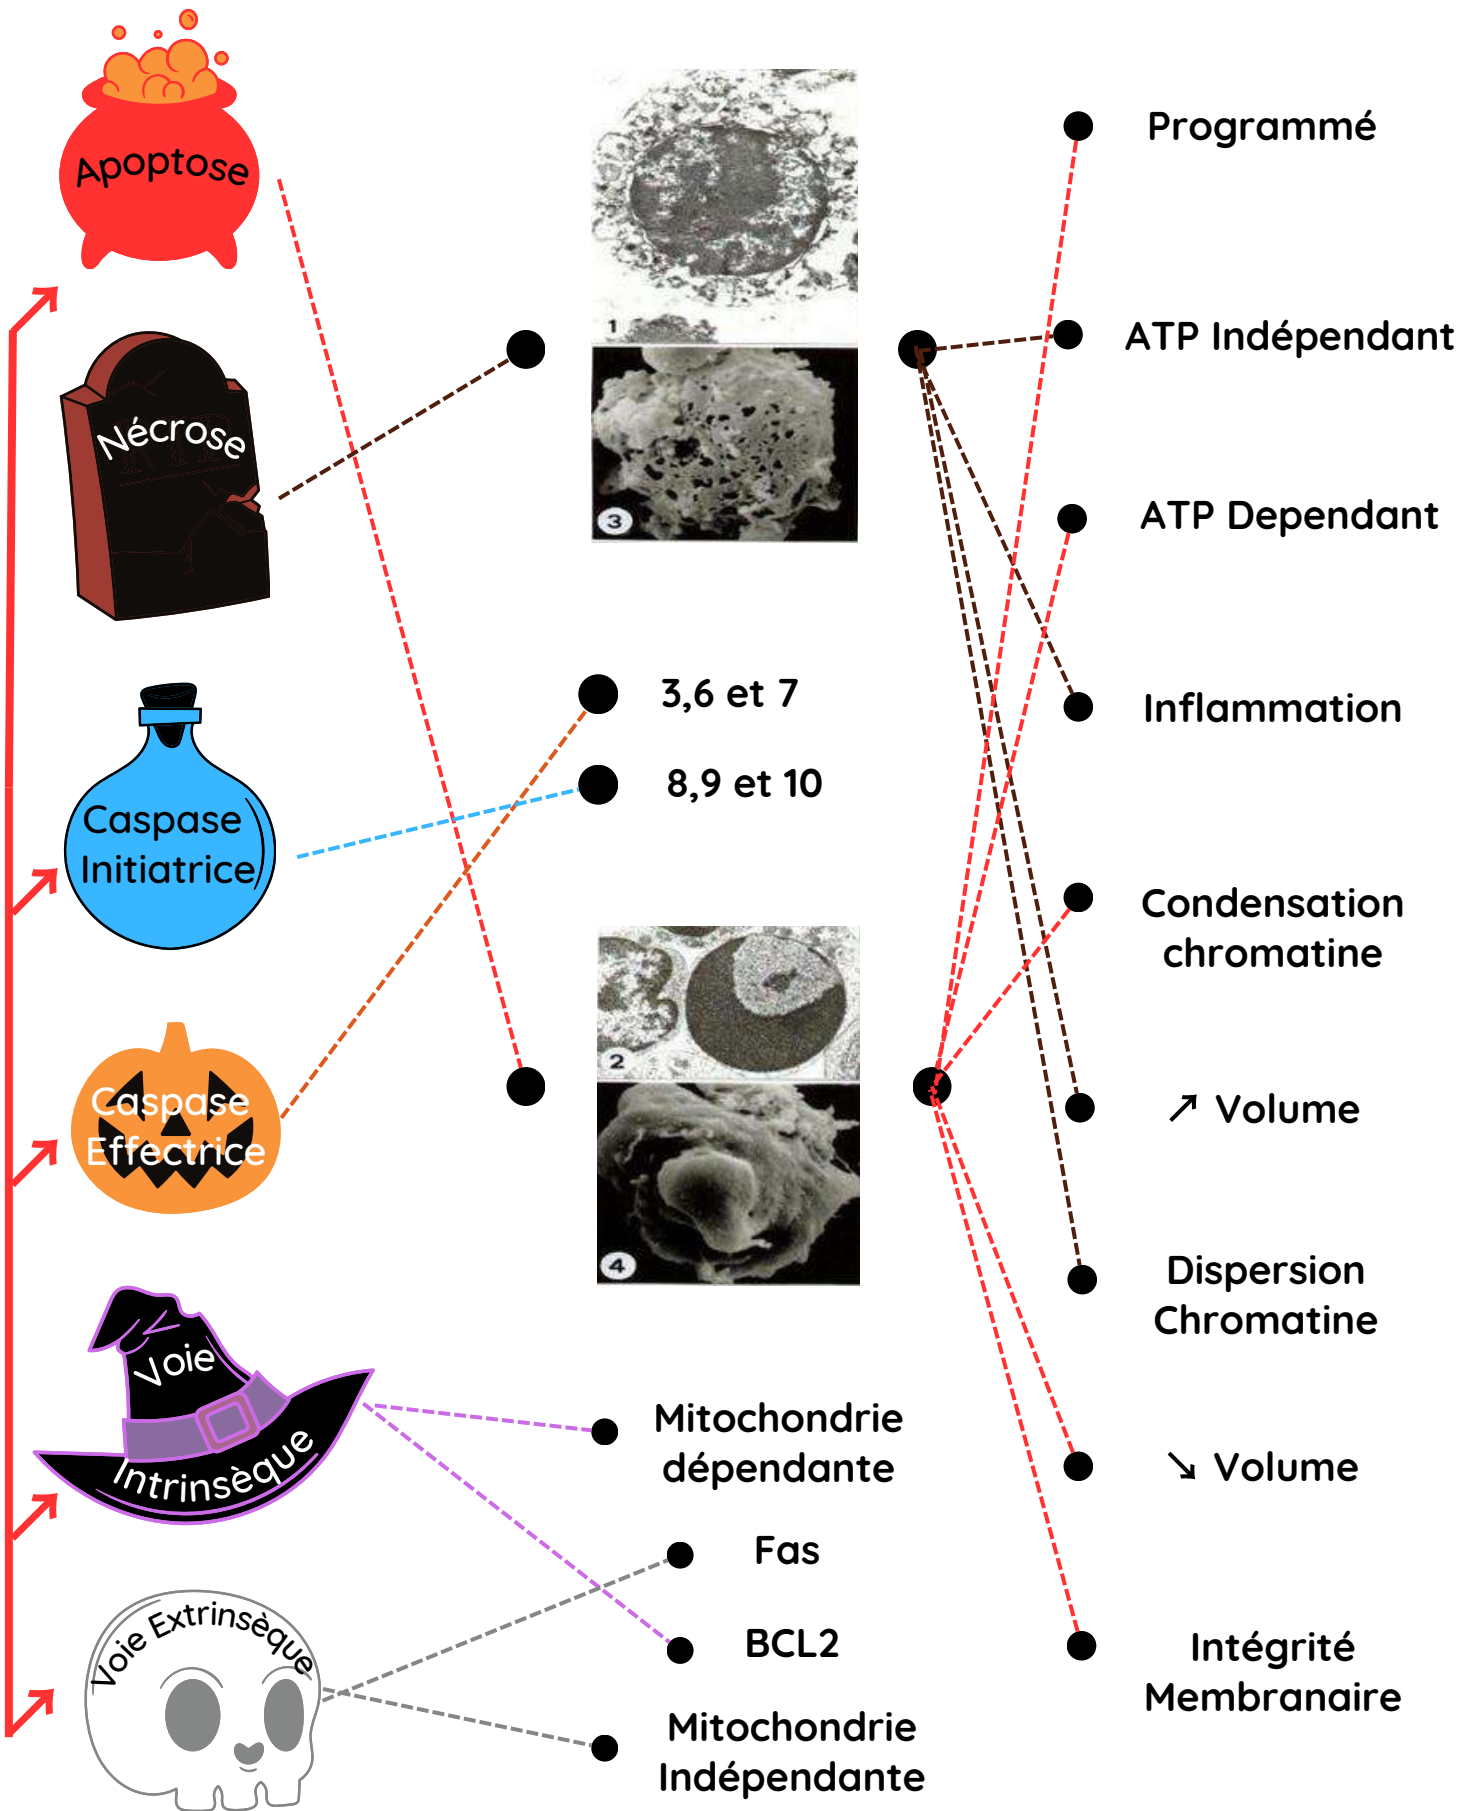 Apoptose
Nécrose
Caspase
Initiatrice
Caspase
Effectrice
Voie
Intrinsèque
Voie Extrinsèque
1
3
3,6 et 7
8,9 et 10
2
4
Mitochondrie
dépendante
Fas
BCL2
Mitochondrie
Indépendante
Programmé
ATP Indépendant
ATP Dependant
Inflammation
Condensation
chromatine
↗ Volume
Dispersion
Chromatine
↘ Volume
Intégrité
Membranaire